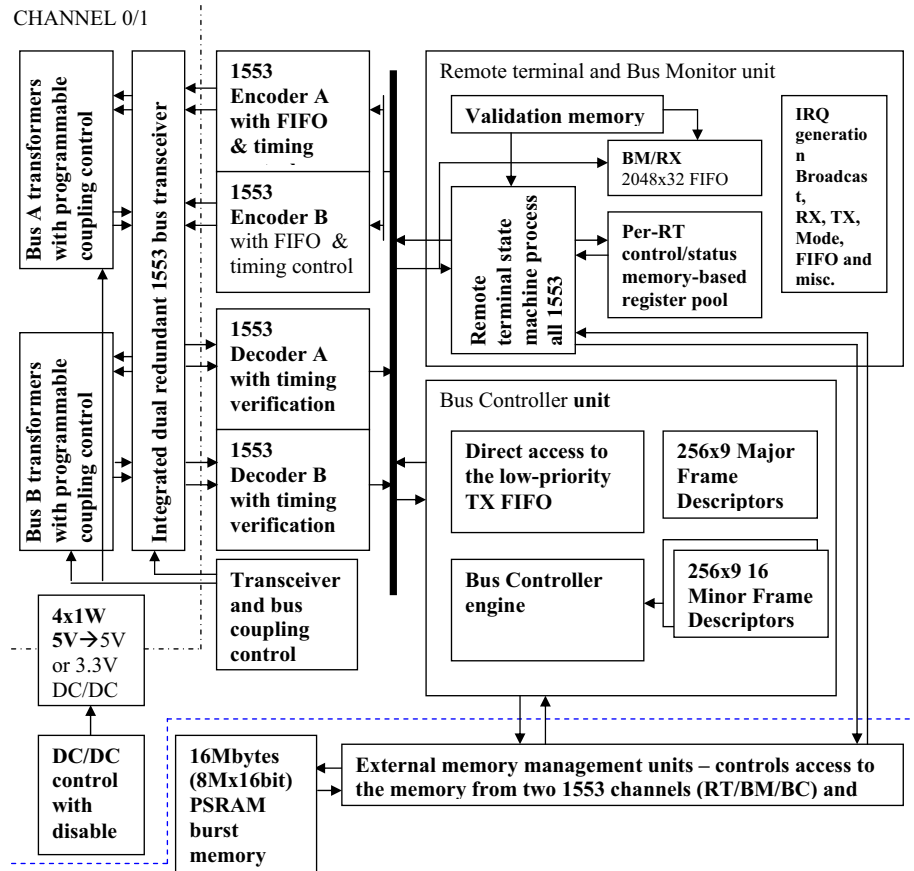 CHANNEL 0/1
Bus A transformers
with programmable
coupling control
Bus B transformers
with programmable
coupling control
Integrated dual redundant 1553 bus transceiver
1553
Encoder A
with FIFO
& timing
1553
Encoder B
with FIFO &
timing control
1553
Decoder A
with timing
verification
1553
Decoder B
with timing
verification
Transceiver
and bus
coupling
control
4x1W
5V→5V
or 3.3V
DC/DC
DC/DC
control
with
disable
Remote terminal and Bus Monitor unit
Validation memory
BM/RX
2048x32 FIFO
Remote
terminal state
machine process
all 1553
Per-RT
control/status
memory-based
register pool
IRQ
generatio
n
Broadcas
t,
RX, TX,
Mode,
FIFO and
misc.
Bus Controller unit
Direct access to
the low-priority
TX FIFO
256x9 Major
Frame
Descriptors
Bus Controller
engine
256x9 16
Minor Frame
Descriptors
16Mbytes
(8Mx16bit)
PSRAM
burst
memory
External memory management units – controls access to
the memory from two 1553 channels (RT/BM/BC) and